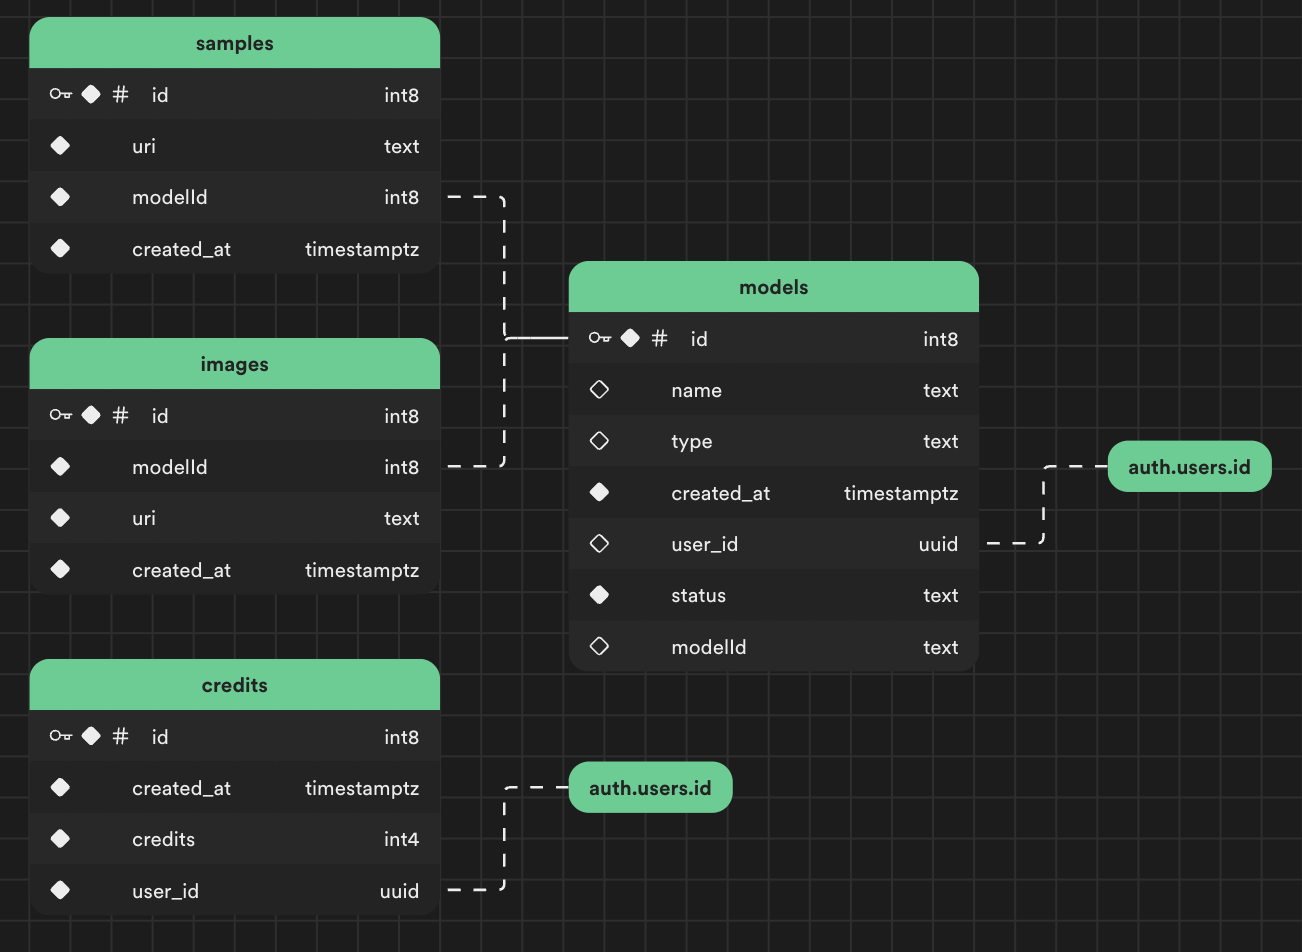 samples
# id int8
uri text
modelId int8
created_at timestamptz
images
# id int8
modelId int8
uri text
created_at timestamptz
credits
# id int8
created_at timestamptz
credits int4
user_id uuid
models
# id int8
name text
type text
created_at timestamptz
user_id uuid
status text
modelId text
auth.users.id
auth.users.id